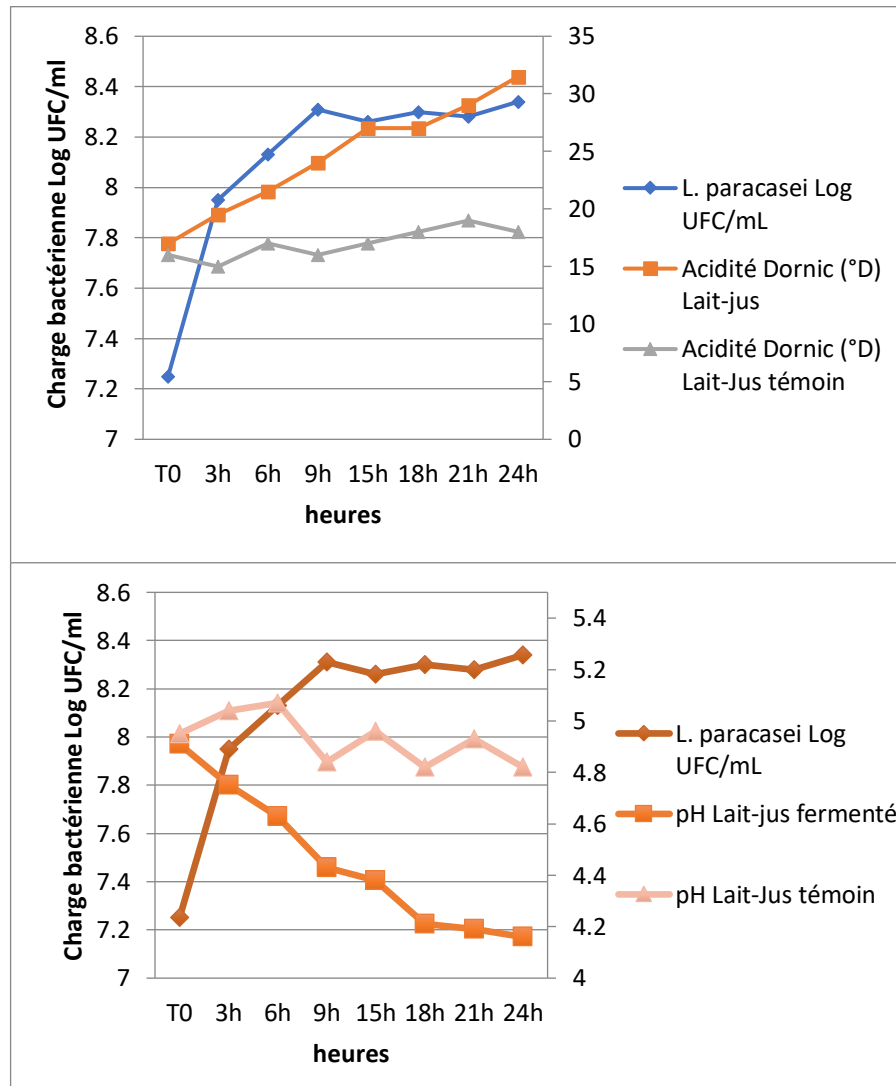 Charge bactérienne Log UFC/ml
8.6
8.4
8.2
8
7.8
7.6
7.4
7.2
7
35
30
25
20
15
10
5
0
T0 3h 6h 9h 15h 18h 21h 24h
heures
L. paracasei Log
UFC/mL
Acidité Dornic (°D)
Lait-jus
Acidité Dornic (°D)
Lait-Jus témoin
Charge bactérienne Log UFC/ml
8.6
8.4
8.2
8
7.8
7.6
7.4
7.2
7
5.4
5.2
5
4.8
4.6
4.4
4.2
4
T0 3h 6h 9h 15h 18h 21h 24h
heures
L. paracasei Log
UFC/mL
pH Lait-jus fermenté
pH Lait-Jus témoin